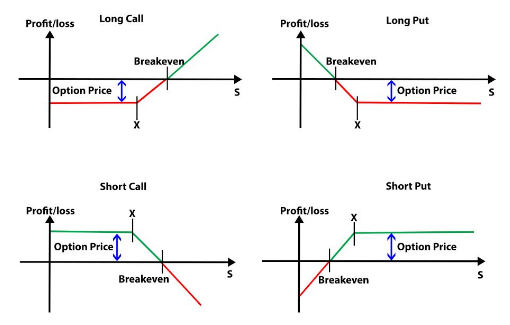 Long Call
Profit/loss
Breakeven
Option Price
S
X
Long Put
Profit/loss
Breakeven
Option Price
S
X
Short Call
Profit/loss
X
Option Price
Breakeven
S
Short Put
Profit/loss
X
Option Price
Breakeven
S